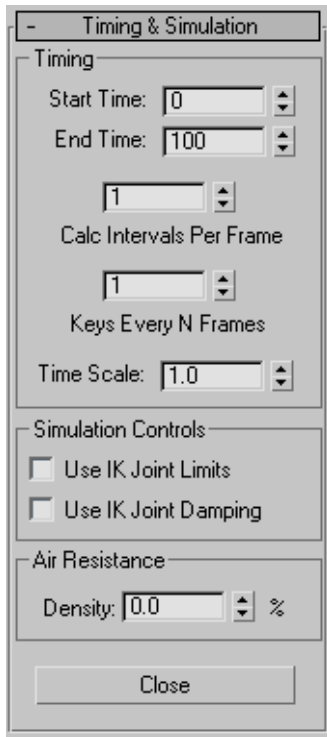 - Timing & Simulation
Timing
Start Time: 0
End Time: 100
1
Calc Intervals Per Frame
1
Keys Every N Frames
Time Scale: 1.0
Simulation Controls
Use IK Joint Limits
Use IK Joint Damping
Air Resistance
Density: 0.0 %
Close